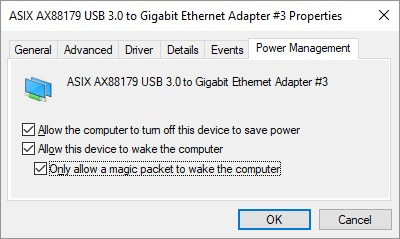 ASIX AX88179 USB 3.0 to Gigabit Ethernet Adapter #3 Properties
General Advanced Driver Details Events Power Management
ASIX AX88179 USB 3.0 to Gigabit Ethernet Adapter #3
Allow the computer to turn off this device to save power
Allow this device to wake the computer
Only allow a magic packet to wake the computer
OK Cancel